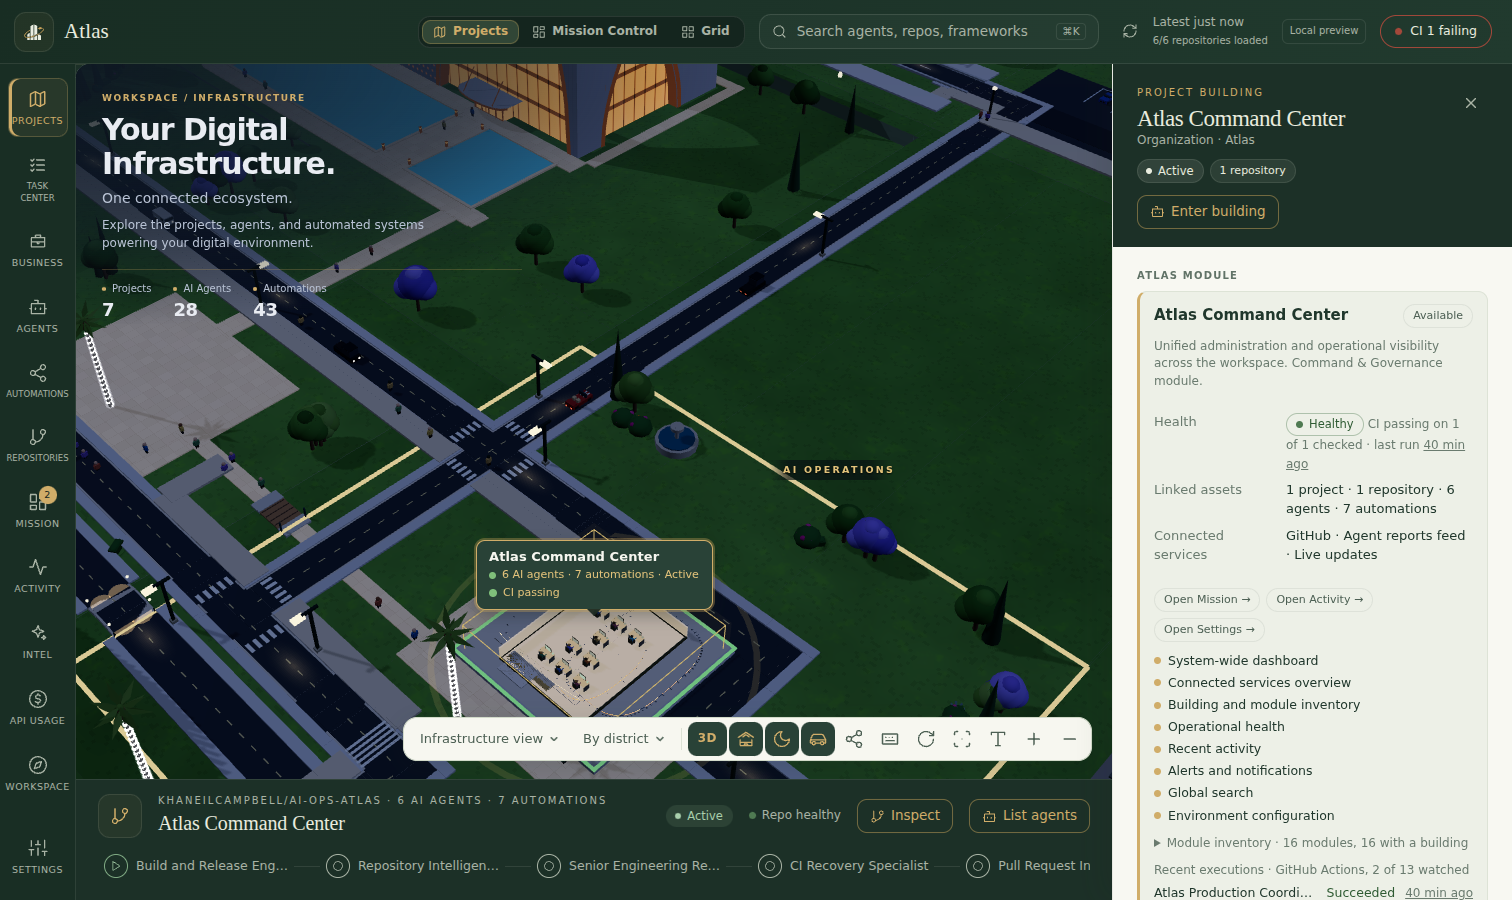 Atlas
Projects
Mission Control
Grid
Search agents, repos, frameworks
⌘K
Latest just now
6/6 repositories loaded
Local preview
CI 1 failing
PROJECTS
TASK
CENTER
BUSINESS
AGENTS
AUTOMATIONS
REPOSITORIES
2
MISSION
ACTIVITY
INTEL
API USAGE
WORKSPACE
SETTINGS
WORKSPACE / INFRASTRUCTURE
Your Digital
Infrastructure.
One connected ecosystem.
Explore the projects, agents, and automated systems
powering your digital environment.
Projects
AI Agents
Automations
7
28
43
AI OPERATIONS
Atlas Command Center
6 AI agents · 7 automations · Active
CI passing
Infrastructure view
By district
3D
KHANEILCAMPBELL/AI-OPS-ATLAS · 6 AI AGENTS · 7 AUTOMATIONS
Atlas Command Center
Active
Repo healthy
Inspect
List agents
Build and Release Eng...
Repository Intelligen...
Senior Engineering Re...
CI Recovery Specialist
Pull Request In
PROJECT BUILDING
Atlas Command Center
Organization · Atlas
Active
1 repository
Enter building
ATLAS MODULE
Atlas Command Center
Available
Unified administration and operational visibility
across the workspace. Command & Governance
module.
Health
Healthy CI passing on 1
of 1 checked · last run 40 min
ago
Linked assets
1 project · 1 repository · 6
agents · 7 automations
Connected
services
GitHub · Agent reports feed
· Live updates
Open Mission →
Open Activity →
Open Settings →
System-wide dashboard
Connected services overview
Building and module inventory
Operational health
Recent activity
Alerts and notifications
Global search
Environment configuration
Module inventory · 16 modules, 16 with a building
Recent executions · GitHub Actions, 2 of 13 watched
Atlas Production Coordi... Succeeded 40 min ago